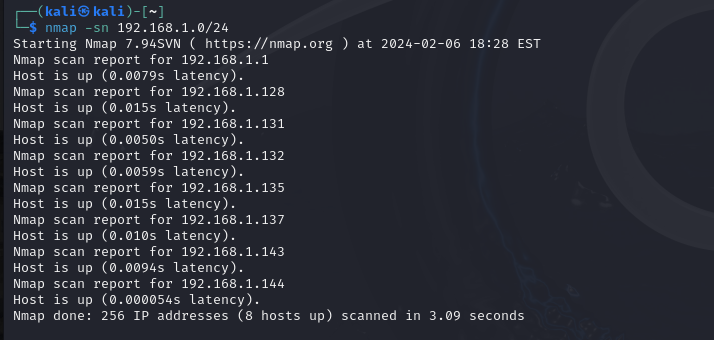 ┌──(kali㉿kali)-[~]
└─$ nmap -sn 192.168.1.0/24
Starting Nmap 7.94SVN ( https://nmap.org ) at 2024-02-06 18:28 EST
Nmap scan report for 192.168.1.1
Host is up (0.0079s latency).
Nmap scan report for 192.168.1.128
Host is up (0.015s latency).
Nmap scan report for 192.168.1.131
Host is up (0.0050s latency).
Nmap scan report for 192.168.1.132
Host is up (0.0059s latency).
Nmap scan report for 192.168.1.135
Host is up (0.015s latency).
Nmap scan report for 192.168.1.137
Host is up (0.010s latency).
Nmap scan report for 192.168.1.143
Host is up (0.0094s latency).
Nmap scan report for 192.168.1.144
Host is up (0.000054s latency).
Nmap done: 256 IP addresses (8 hosts up) scanned in 3.09 seconds